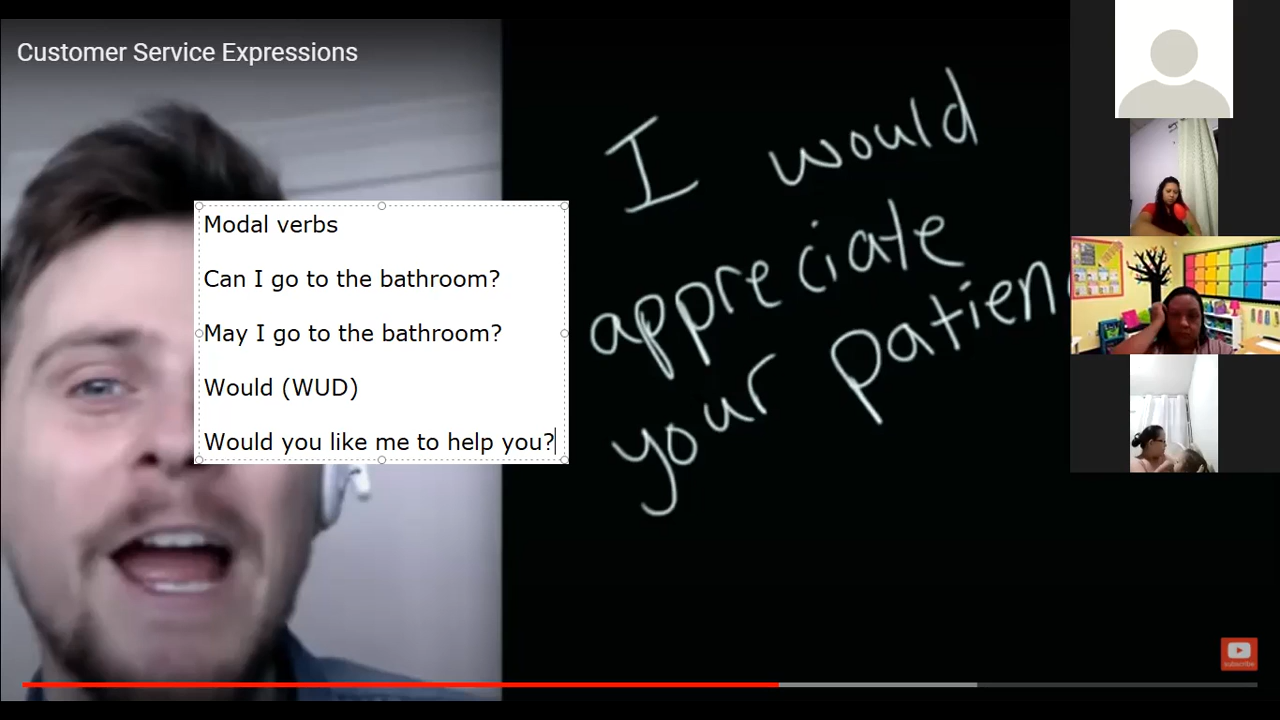 Customer Service Expressions
Modal verbs
Can I go to the bathroom?
May I go to the bathroom?
Would (WUD)
Would you like me to help you?
I would
appreciate
your patien
subscribe